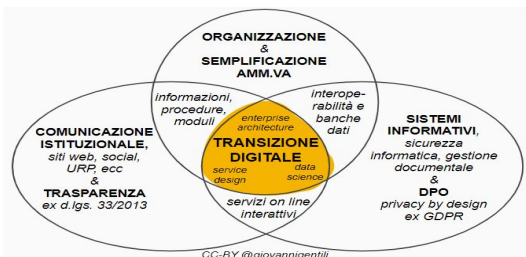 ORGANIZZAZIONE
&
SEMPLIFICAZIONE
AMM.VA
informazioni,
procedure,
moduli
interope-
rabilità e
banche
dati
enterprise
architecture
TRANSIZIONE
DIGITALE
service
design
data
science
COMUNICAZIONE
ISTITUZIONALE,
siti web, social,
URP, ecc
&
TRASPARENZA
ex d.lgs. 33/2013
SISTEMI
INFORMATIVI,
sicurezza
informatica, gestione
documentale
&
DPO
privacy by design
ex GDPR
servizi on line
interattivi
CC-BY @giovannigentili